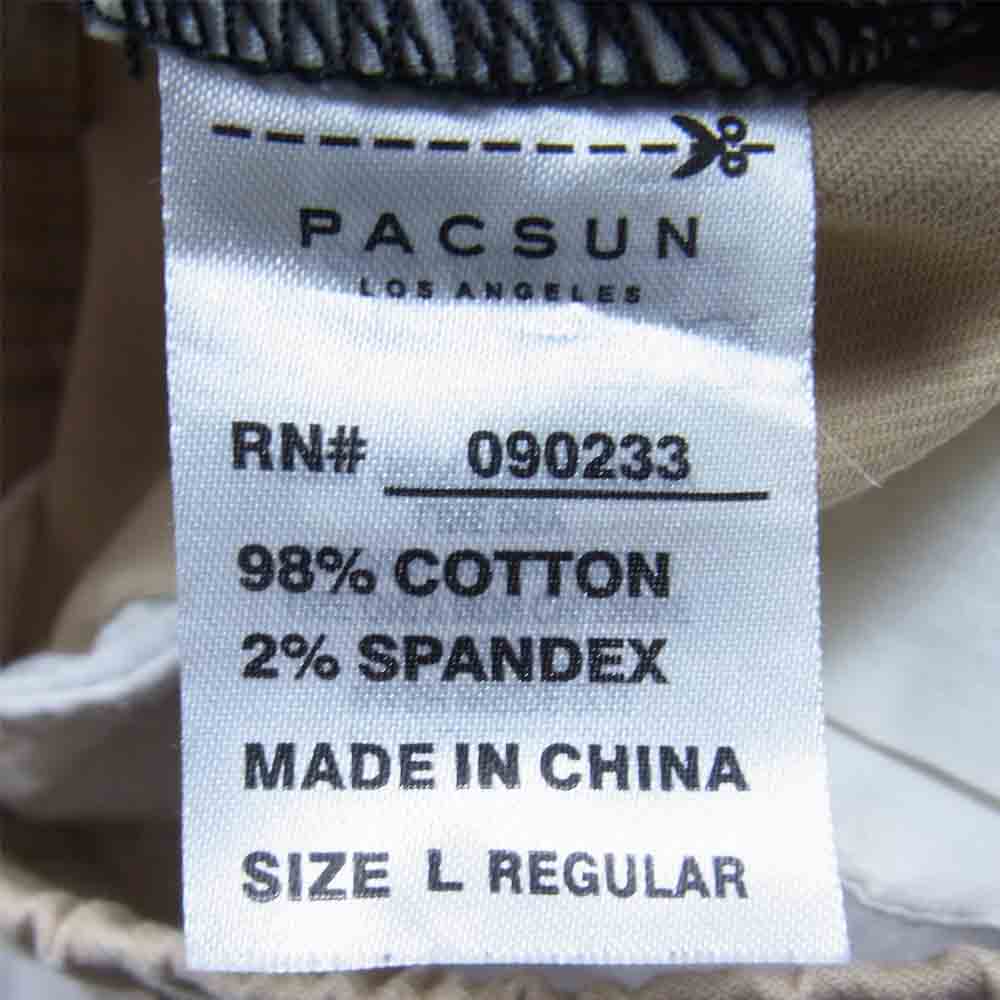 PACSUN
LOS ANGELES
RN# 090233
98% COTTON
2% SPANDEX
MADE IN CHINA
SIZE L REGULAR